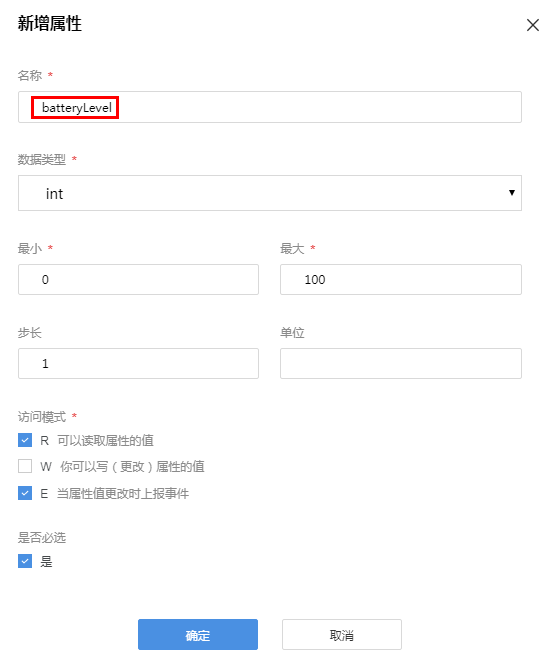 新增属性
名称 *
batteryLevel
数据类型 *
int
最小 * 最大 *
0 100
步长 单位
1
访问模式 *
R 可以读取属性的值
W 你可以写（更改）属性的值
E 当属性值更改时上报事件
是否必选
是
确定 取消